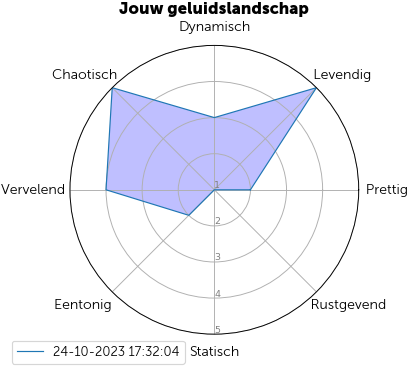 Jouw geluidslandschap
Dynamisch
Chaotisch
Levendig
Vervelend
1
Prettig
2
3
4
Eentonig
Rustgevend
5
24-10-2023 17:32:04
Statisch